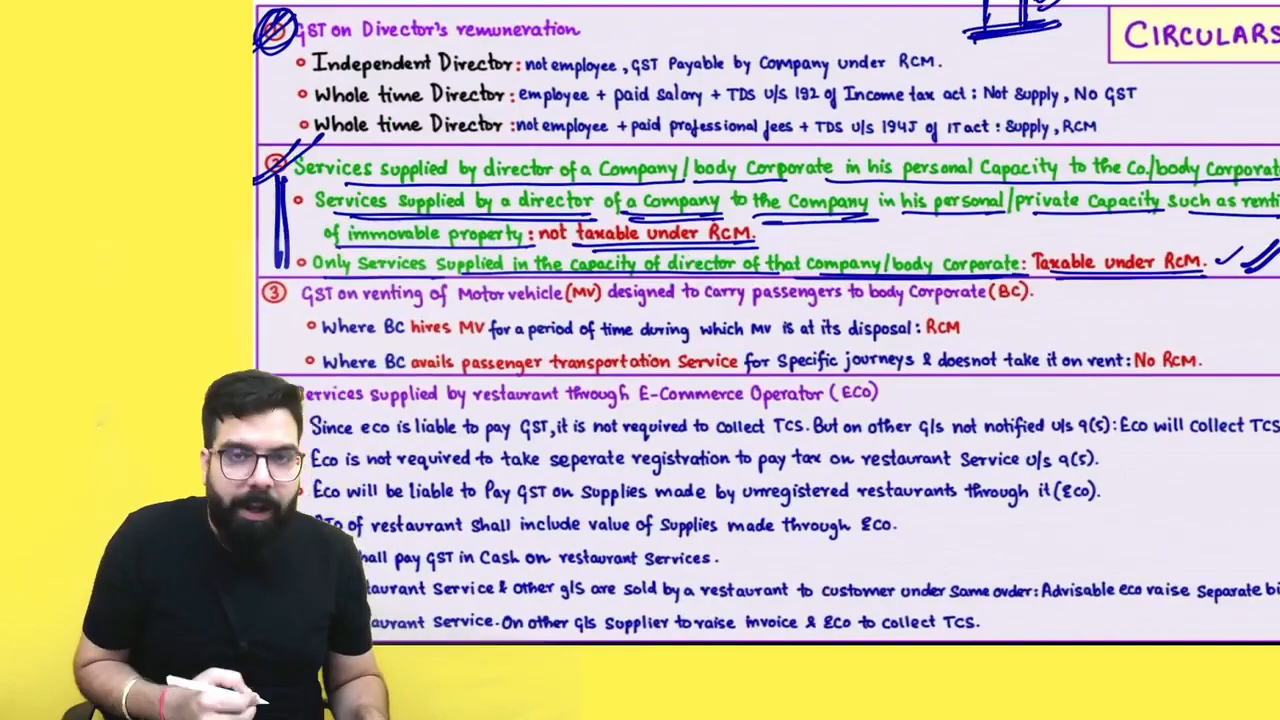 GST on Director's remuneration
CIRCULARS
Independent Director: not employee, GST Payable by Company under RCM.
Whole time Director: employee + paid salary + TDS u/s 192 of Income tax act: Not Supply, No GST
Whole time Director: not employee + paid professional fees + TDS u/s 194J of IT act: Supply, RCM
Services supplied by director of a Company/body Corporate in his personal Capacity to the Co./body Corporat
Services supplied by a director of a Company to the Company in his personal/private Capacity such as renti
of immovable property: not taxable under RCM.
Only Services supplied in the capacity of director of that Company/body Corporate: Taxable under RCM.
③ GST on renting of Motor vehicle (MV) designed to carry passengers to body Corporate (BC).
Where BC hires MV for a period of time during which MV is at its disposal: RCM
Where BC avails passenger transportation Service for Specific journeys & doesnot take it on rent: No RCM.
ervices supplied by restaurant through E-Commerce Operator (ECO)
Since eco is liable to pay GST, it is not required to collect TCS. But on other G/s not notified u/s 9(5): Eco will collect TCS
Eco is not required to take seperate registration to pay tax on restaurant Service u/s 9(5).
Eco will be liable to Pay GST on Supplies made by unregistered restaurants through it (ECO).
of restaurant shall include value of Supplies made through ECO.
hall pay GST in Cash on restaurant Services.
taurant Service & other g/s are sold by a restaurant to customer under Same order: Advisable eco raise Separate bi
aurant Service. On other G/s Supplier to raise invoice & ECO to collect TCS.